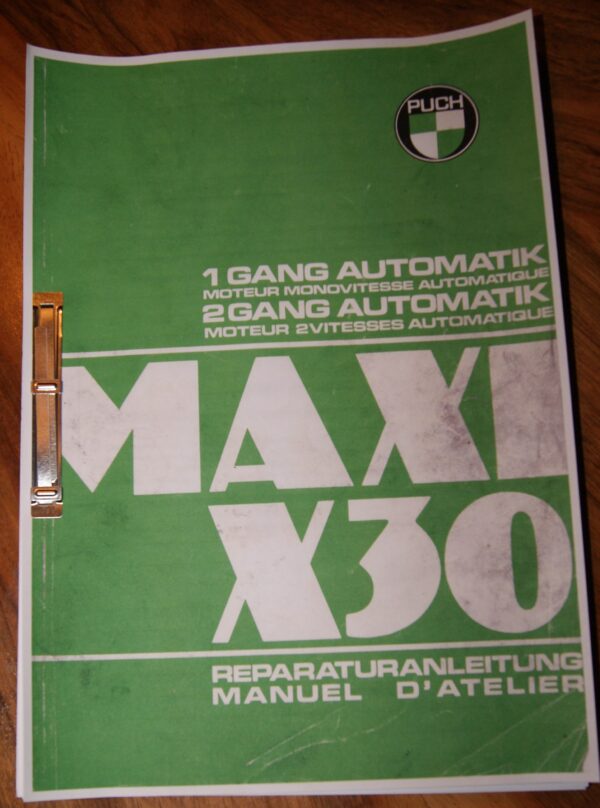 PUCH
1 GANG AUTOMATIK
MOTEUR MONOVITESSE AUTOMATIQUE
2 GANG AUTOMATIK
MOTEUR 2VITESSES AUTOMATIQUE
MAXI
X30
REPARATURANLEITUNG
MANUEL D'ATELIER